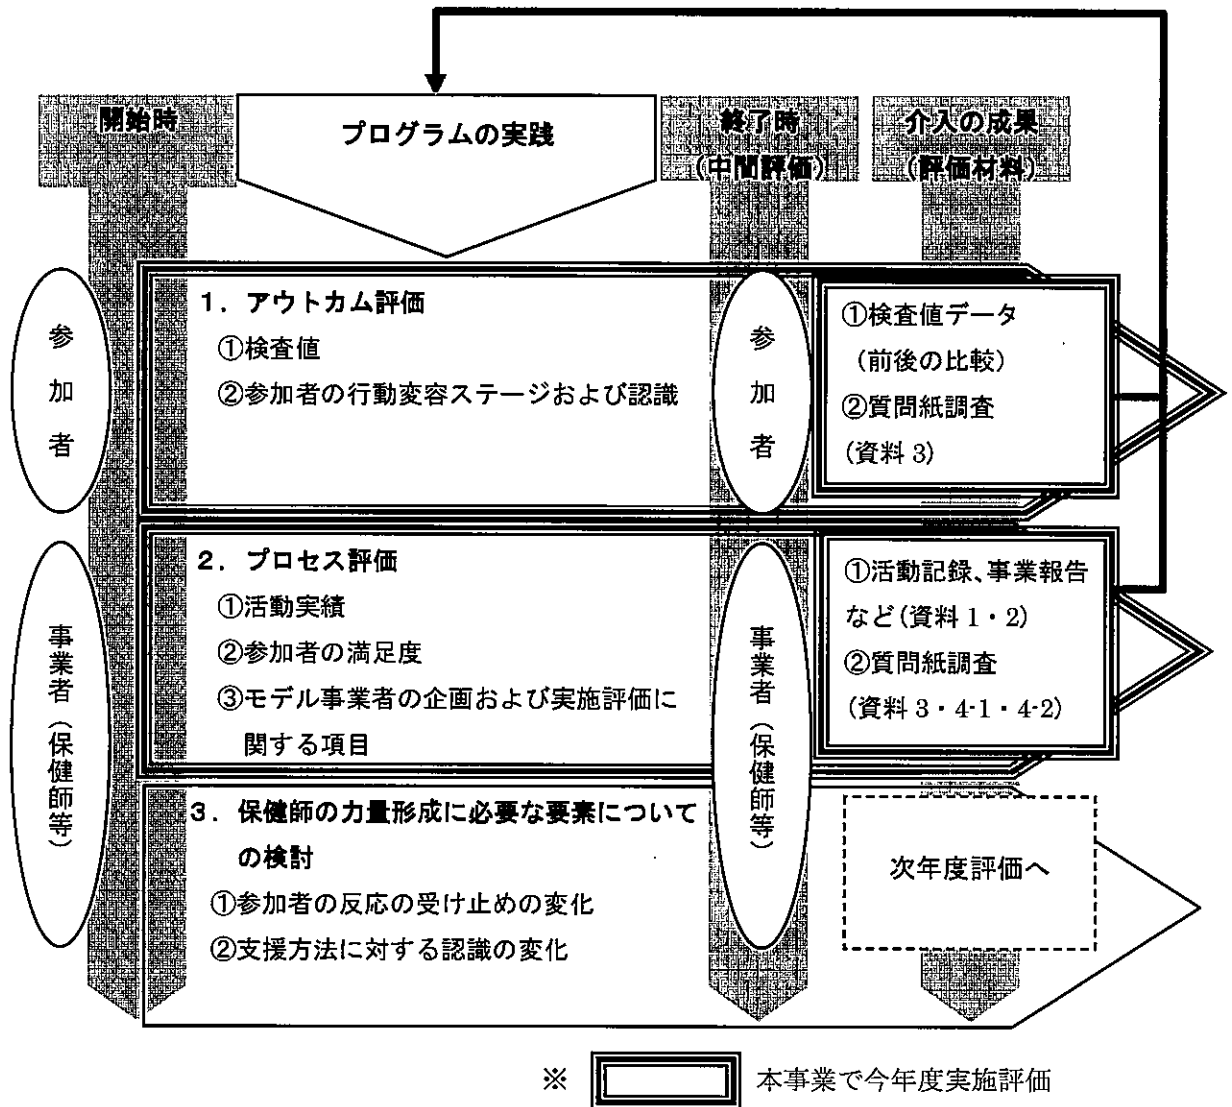 開始時
プログラムの実践
終了時
(中間評価)
介入の成果
(評価材料)
参加者
1．アウトカム評価
①検査値
②参加者の行動変容ステージおよび認識
参加者
①検査値データ
(前後の比較)
②質問紙調査
(資料 3)
事業者（保健師等）
2．プロセス評価
①活動実績
②参加者の満足度
③モデル事業者の企画および実施評価に
関する項目
事業者（保健師等）
①活動記録、事業報告
など(資料 1・2)
②質問紙調査
(資料 3・4-1・4-2)
3．保健師の力量形成に必要な要素について
の検討
①参加者の反応の受け止めの変化
②支援方法に対する認識の変化
次年度評価へ
※ 本事業で今年度実施評価